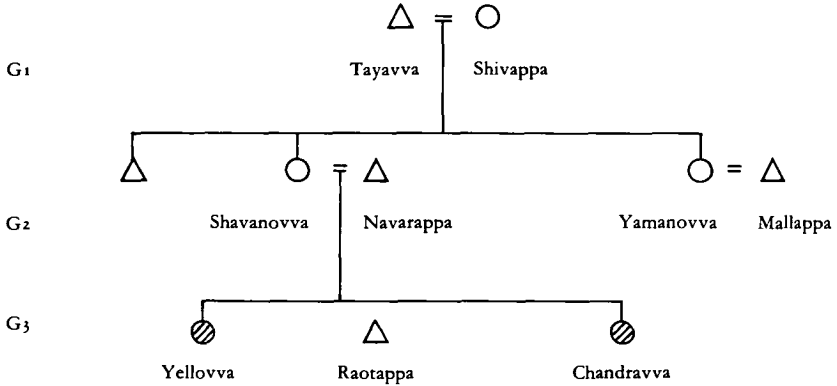 G1
Tayavva Shivappa
G2
Shavanovva Navarappa Yamanovva Mallappa
G3
Yellovva Raotappa Chandravva